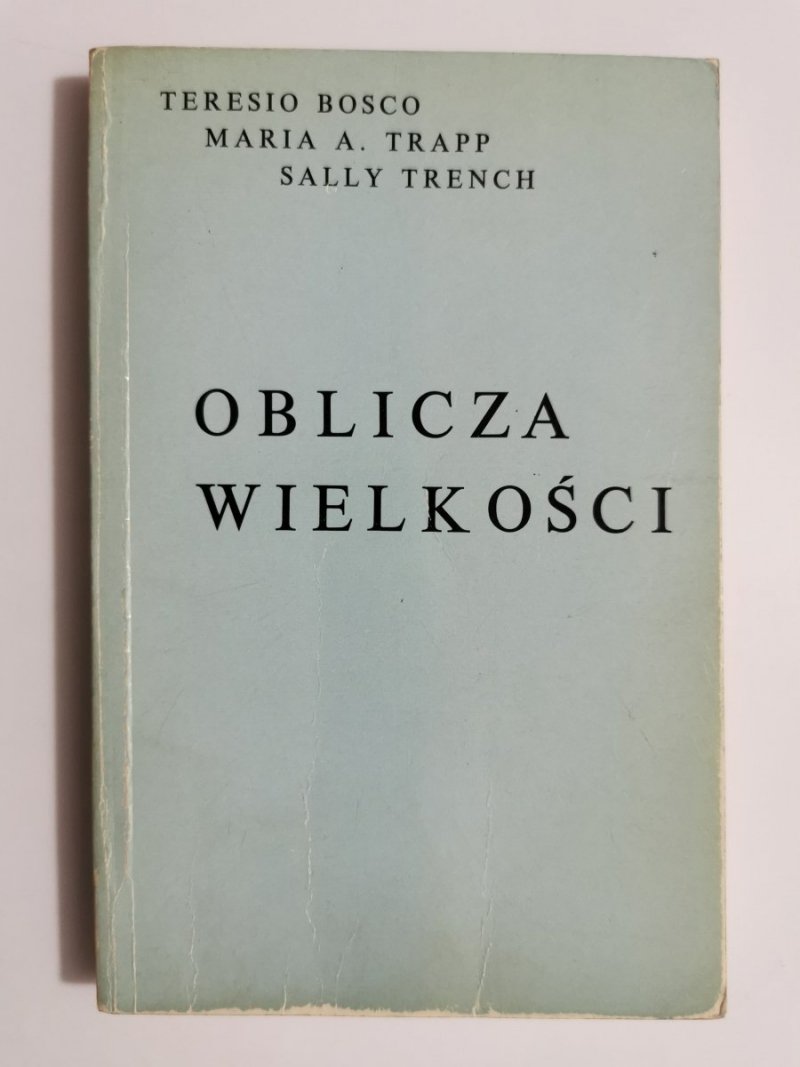 TERESIO BOSCO
MARIA A. TRAPP
SALLY TRENCH
OBLICZA
WIELKOŚCI